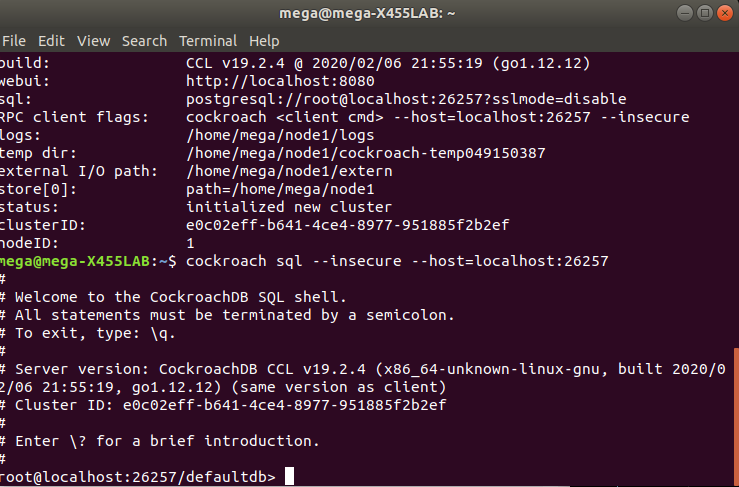 mega@mega-X455LAB: ~
File Edit View Search Terminal Help
build: CCL v19.2.4 @ 2020/02/06 21:55:19 (go1.12.12)
webui: http://localhost:8080
sql: postgresql://root@localhost:26257?sslmode=disable
RPC client flags: cockroach <client cmd> --host=localhost:26257 --insecure
logs: /home/mega/node1/logs
temp dir: /home/mega/node1/cockroach-temp049150387
external I/O path: /home/mega/node1/extern
store[0]: path=/home/mega/node1
status: initialized new cluster
clusterID: e0c02eff-b641-4ce4-8977-951885f2b2ef
nodeID: 1
mega@mega-X455LAB:~$ cockroach sql --insecure --host=localhost:26257
#
# Welcome to the CockroachDB SQL shell.
# All statements must be terminated by a semicolon.
# To exit, type: \q.
#
# Server version: CockroachDB CCL v19.2.4 (x86_64-unknown-linux-gnu, built 2020/0
2/06 21:55:19, go1.12.12) (same version as client)
# Cluster ID: e0c02eff-b641-4ce4-8977-951885f2b2ef
#
# Enter \? for a brief introduction.
#
root@localhost:26257/defaultdb>